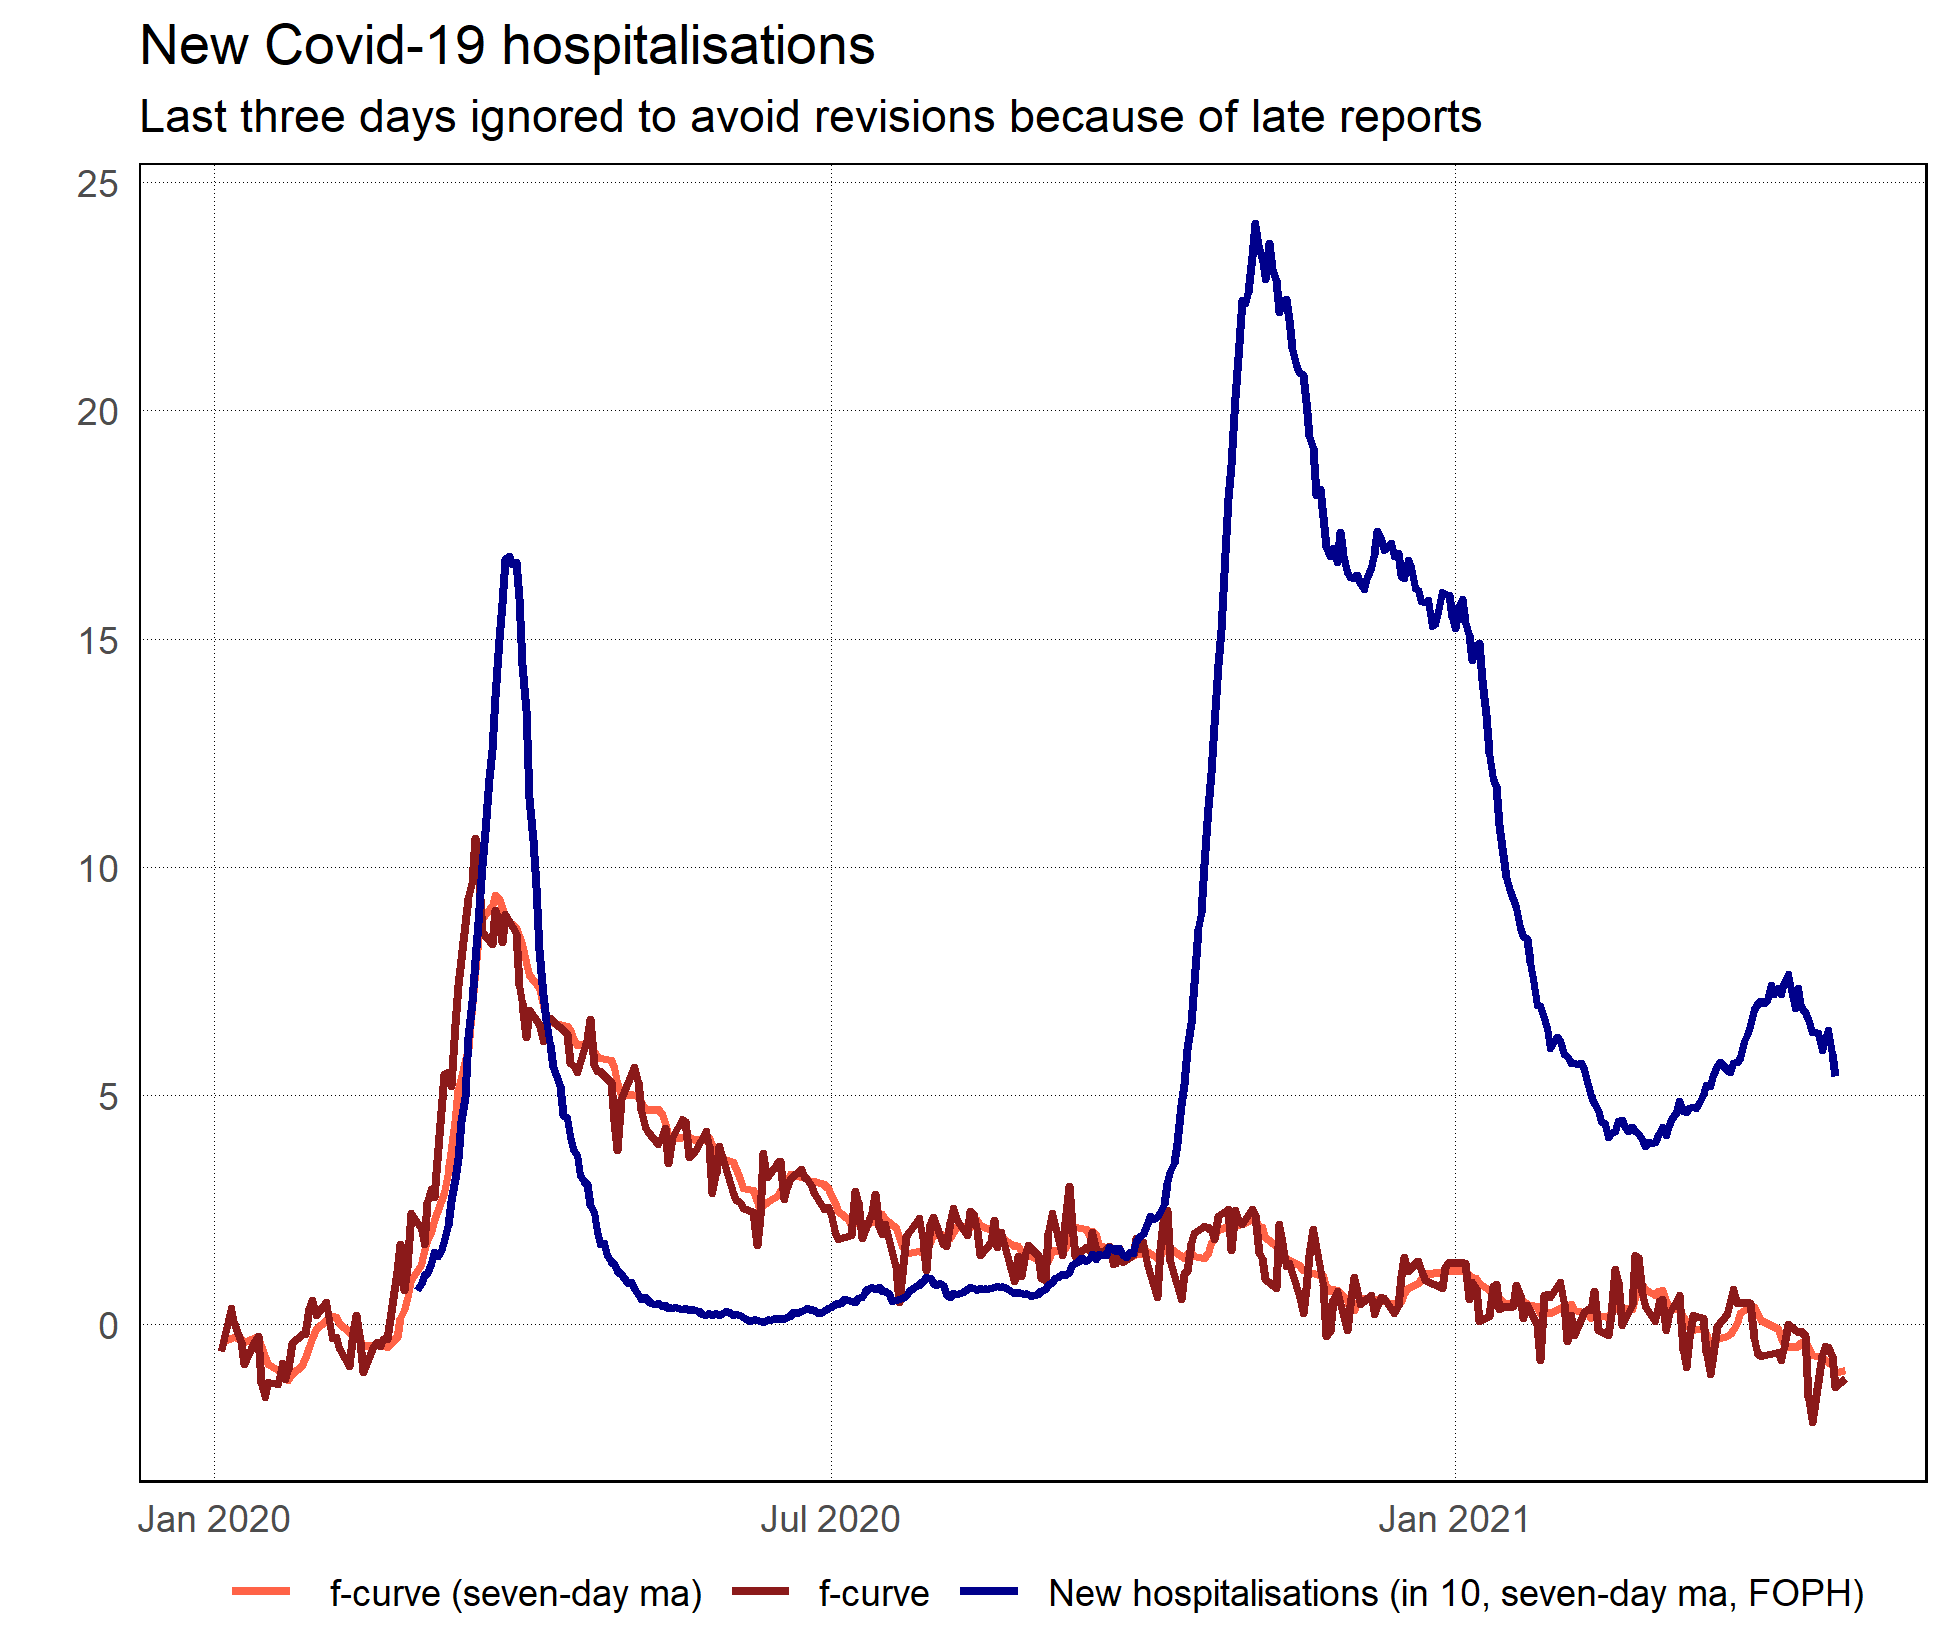 New Covid-19 hospitalisations
Last three days ignored to avoid revisions because of late reports
25
20
15
10
5
0
Jan 2020 Jul 2020 Jan 2021
f-curve (seven-day ma) f-curve New hospitalisations (in 10, seven-day ma, FOPH)